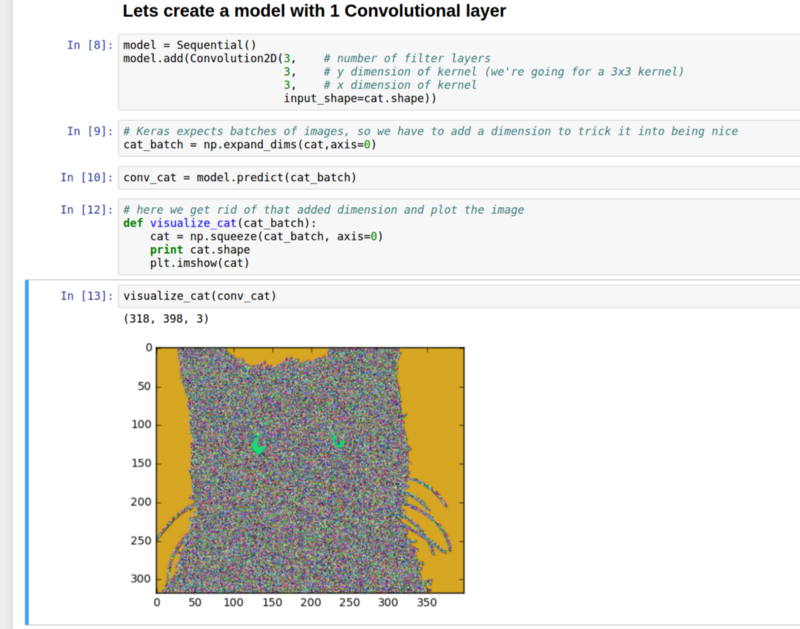 Lets create a model with 1 Convolutional layer
In [8]: model = Sequential()
model.add(Convolution2D(3,    # number of filter layers
                        3,    # y dimension of kernel (we're going for a 3x3 kernel)
                        3,    # x dimension of kernel
                        input_shape=cat.shape))
In [9]: # Keras expects batches of images, so we have to add a dimension to trick it into being nice
cat_batch = np.expand_dims(cat,axis=0)
In [10]: conv_cat = model.predict(cat_batch)
In [12]: # here we get rid of that added dimension and plot the image
def visualize_cat(cat_batch):
    cat = np.squeeze(cat_batch, axis=0)
    print cat.shape
    plt.imshow(cat)
In [13]: visualize_cat(conv_cat)
(318, 398, 3)
0
50
100
150
200
250
300
0 50 100 150 200 250 300 350